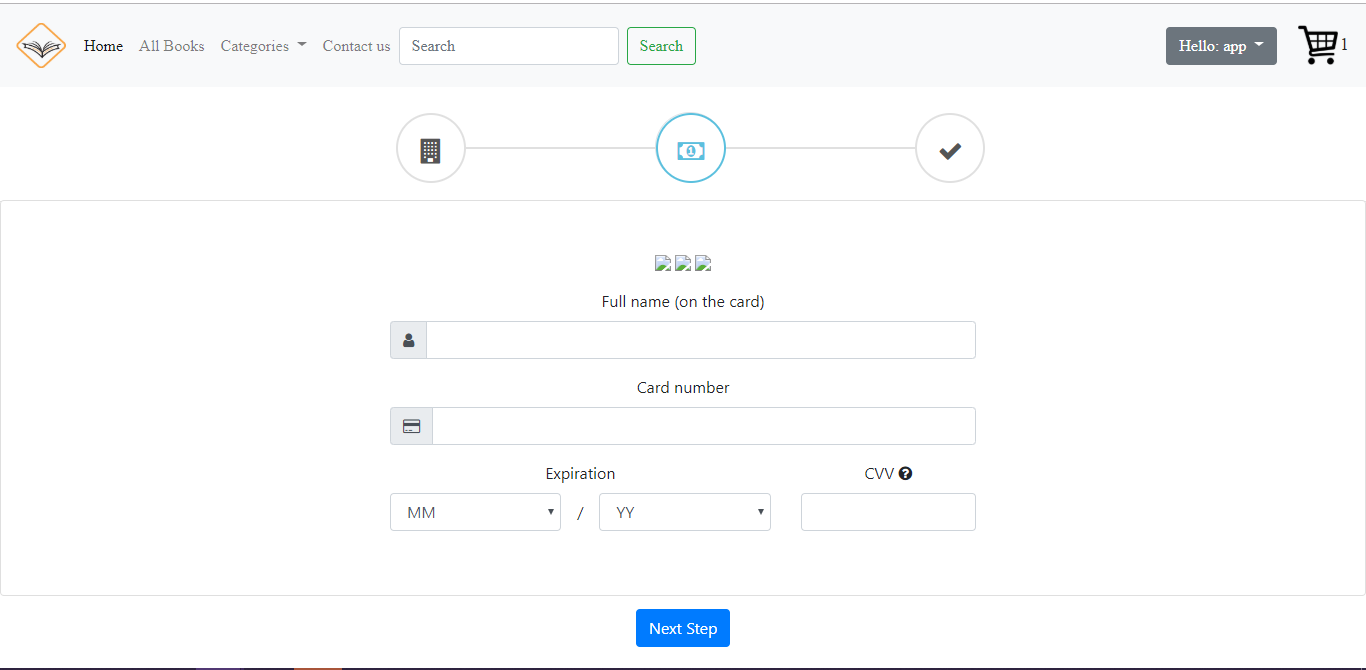 Home All Books Categories Contact us Search Search Hello: app 1
Full name (on the card)
Card number
Expiration CVV
MM / YY
Next Step